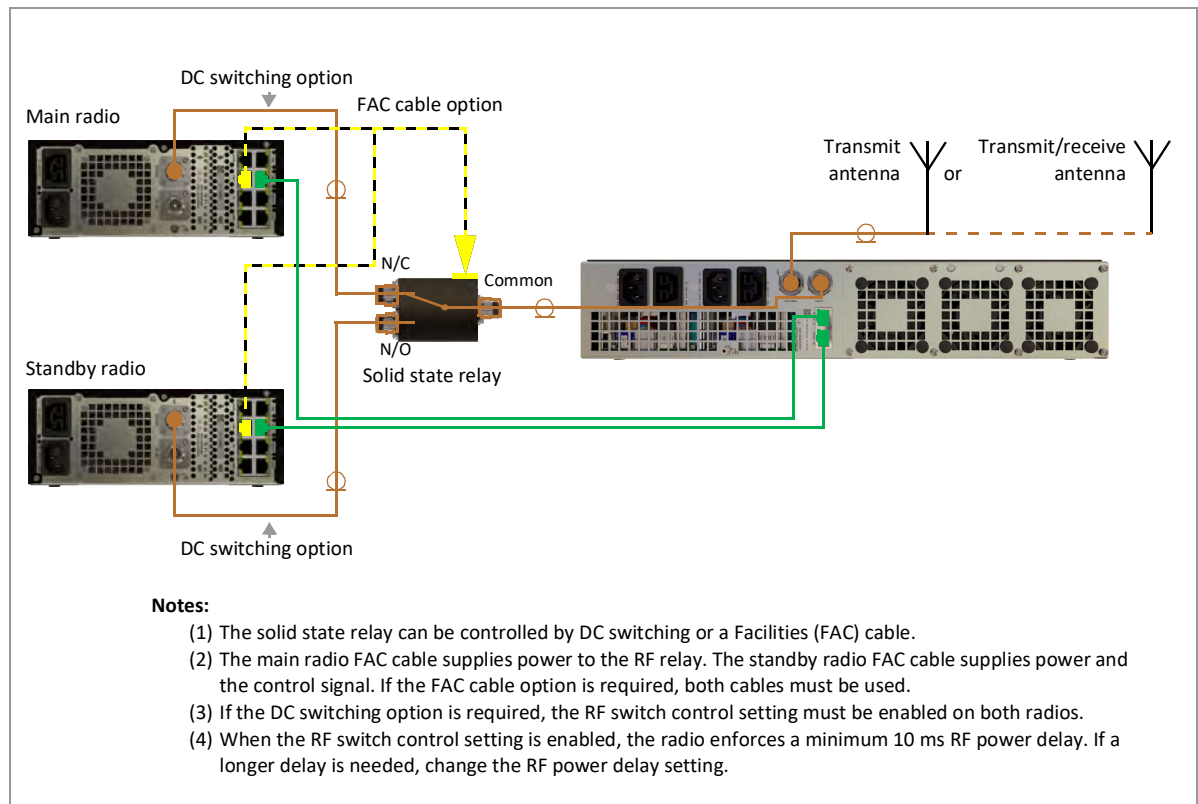 DC switching option
FAC cable option
Main radio
Transmit
antenna
or
Transmit/receive
antenna
N/C
Common
N/O
Solid state relay
Standby radio
DC switching option
Notes:
(1) The solid state relay can be controlled by DC switching or a Facilities (FAC) cable.
(2) The main radio FAC cable supplies power to the RF relay. The standby radio FAC cable supplies power and
the control signal. If the FAC cable option is required, both cables must be used.
(3) If the DC switching option is required, the RF switch control setting must be enabled on both radios.
(4) When the RF switch control setting is enabled, the radio enforces a minimum 10 ms RF power delay. If a
longer delay is needed, change the RF power delay setting.